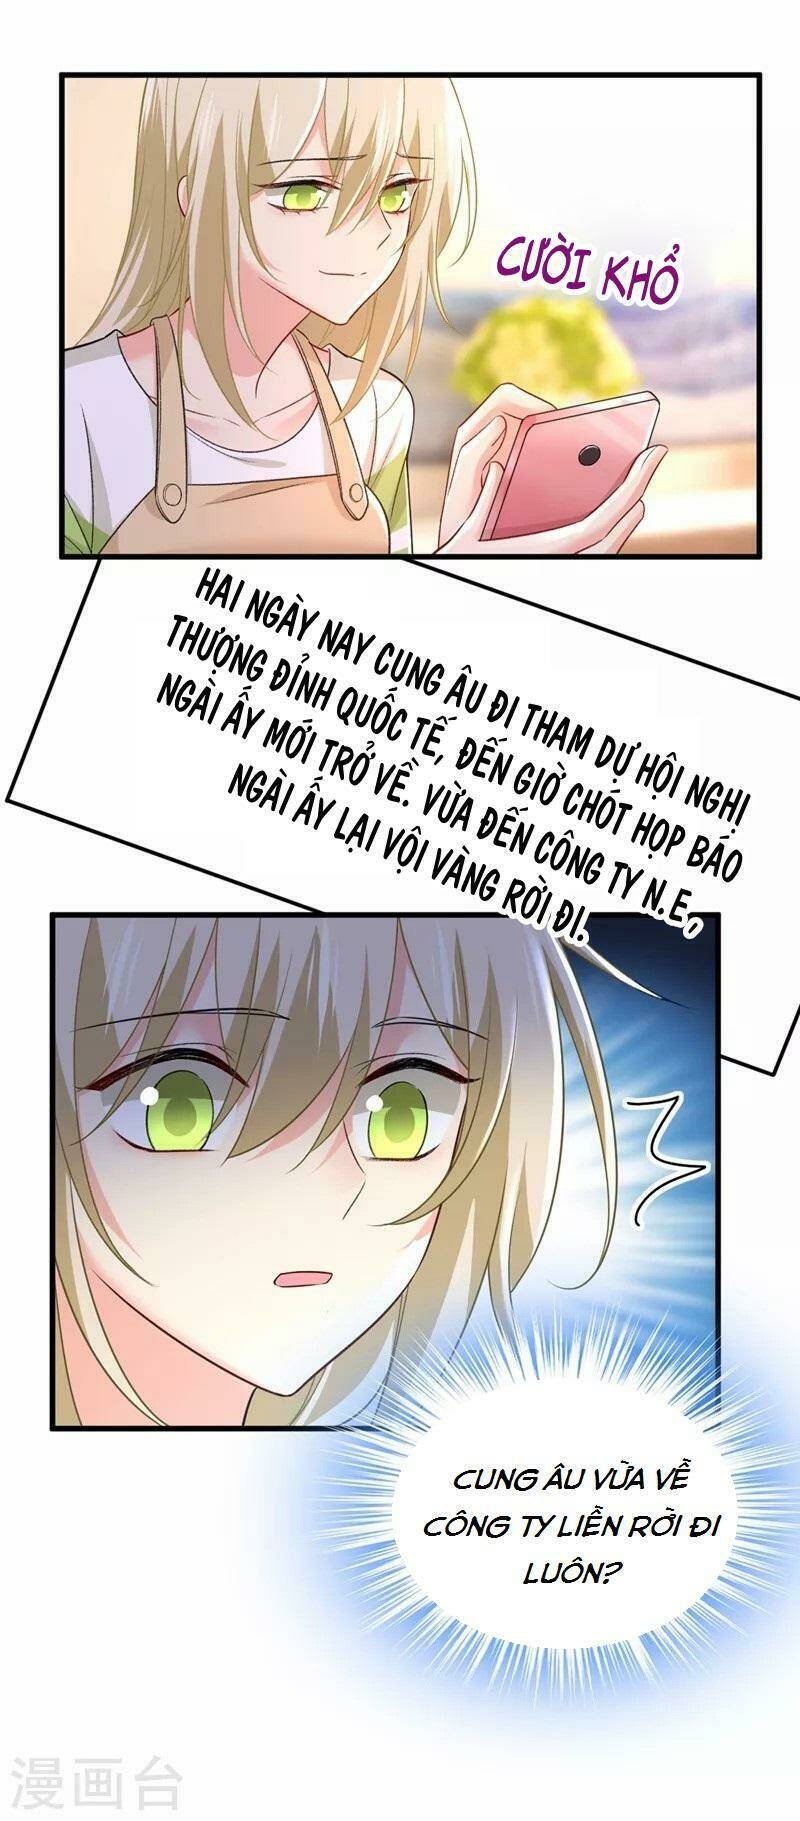 CƯỜI KHỔ
HAI NGÀY NAY CUNG ÂU ĐI THAM DỰ HỘI NGHỊ
THƯỢNG ĐỈNH QUỐC TẾ, ĐẾN GIỜ CHÓT HỌP BÁO
NGÀI ẤY MỚI TRỞ VỀ. VỪA ĐẾN CÔNG TY N.E,
NGÀI ẤY LẠI VỘI VÀNG RỜI ĐI.
CUNG ÂU VỪA VỀ
CÔNG TY LIỀN RỜI ĐI
LUÔN?
漫画台